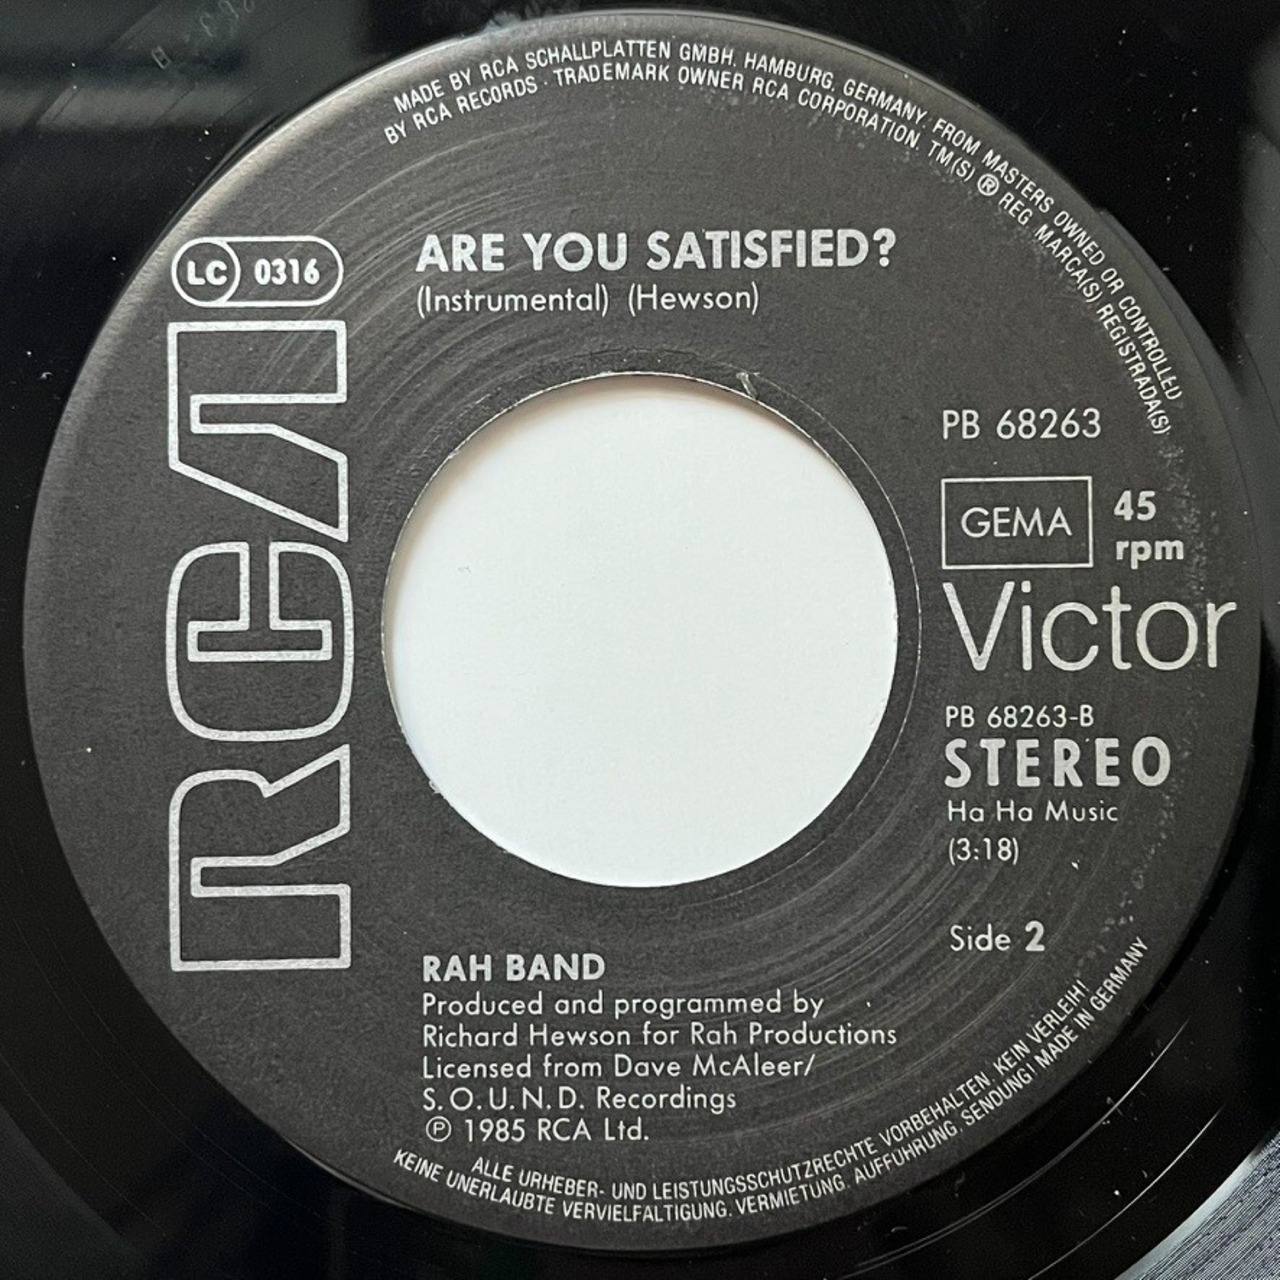 MADE BY RCA SCHALLPLATTEN GMBH, HAMBURG, GERMANY, FROM MASTERS OWNED OR CONTROLLED
BY RCA RECORDS · TRADEMARK OWNER RCA CORPORATION. TM(S) ® REG. MARCA(S) REGISTRADA(S)
LC 0316
ARE YOU SATISFIED?
(Instrumental) (Hewson)
RCA
PB 68263
GEMA
45
rpm
Victor
PB 68263-B
STEREO
Ha Ha Music
(3:18)
Side 2
RAH BAND
Produced and programmed by
Richard Hewson for Rah Productions
Licensed from Dave McAleer/
S.O.U.N.D. Recordings
℗ 1985 RCA Ltd.
ALLE URHEBER- UND LEISTUNGSSCHUTZRECHTE VORBEHALTEN. KEIN VERLEIH!
KEINE UNERLAUBTE VERVIELFALTIGUNG, VERMIETUNG, AUFFUHRUNG, SENDUNG! MADE IN GERMANY